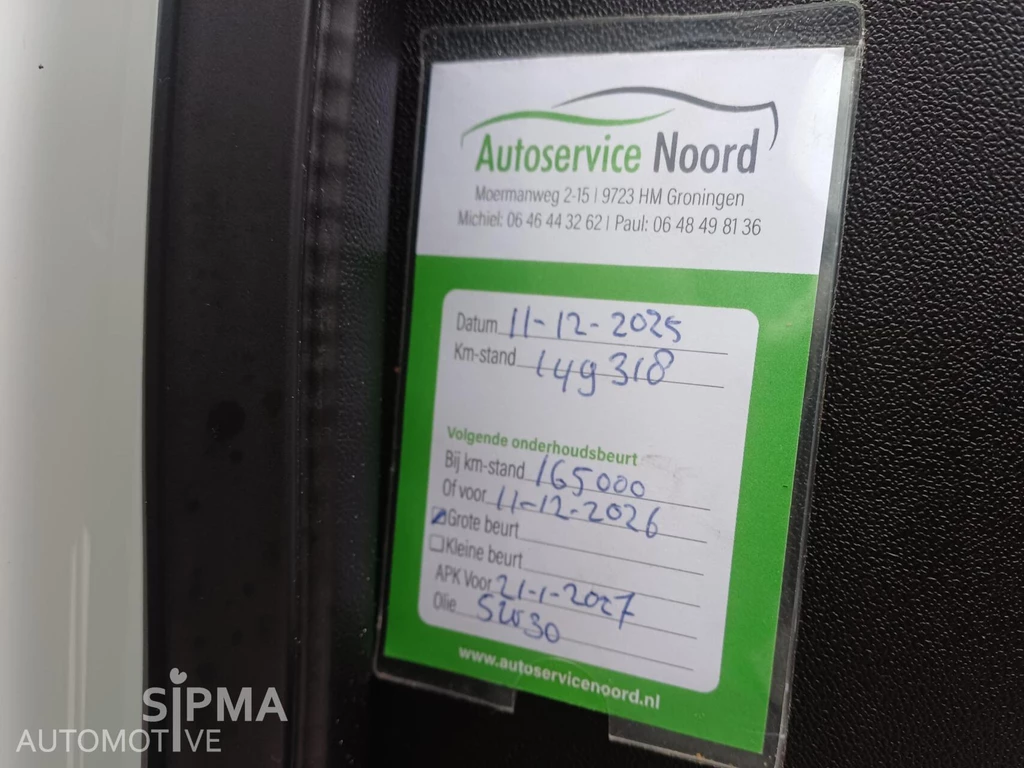 Autoservice Noord
Moermanweg 2-15 | 9723 HM Groningen
Michiel: 06 46 44 32 62 | Paul: 06 48 49 81 36
Datum 11-12-2025
Km-stand 149318
Volgende onderhoudsbeurt
Bij km-stand 165000
Of voor 11-12-2026
Grote beurt
Kleine beurt
APK Voor 21-1-2027
Olie 5W30
www.autoservicenoord.nl
SIPMA
AUTOMOTIVE